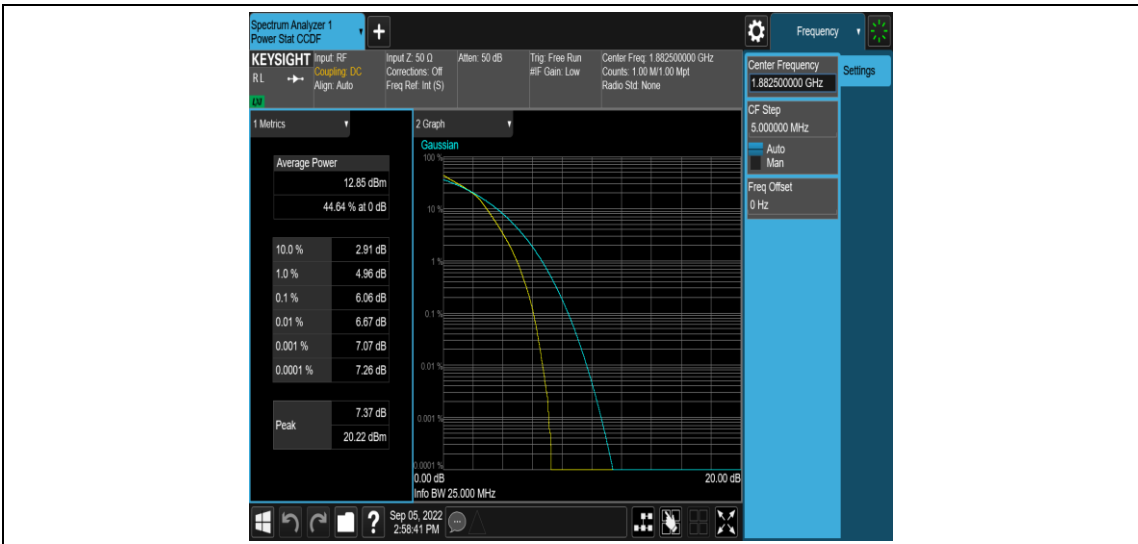 Spectrum Analyzer 1
Power Stat CCDF
+
Frequency
KEYSIGHT
RL
LXI
Input: RF
Coupling: DC
Align: Auto
Input Z: 50 Ω
Corrections: Off
Freq Ref: Int (S)
Atten: 50 dB
Trig: Free Run
#IF Gain: Low
Center Freq: 1.882500000 GHz
Counts: 1.00 M/1.00 Mpt
Radio Std: None
Center Frequency
1.882500000 GHz
Settings
CF Step
5.000000 MHz
Auto
Man
Freq Offset
0 Hz
1 Metrics
Average Power
12.85 dBm
44.64 % at 0 dB
10.0 % 2.91 dB
1.0 % 4.96 dB
0.1 % 6.06 dB
0.01 % 6.67 dB
0.001 % 7.07 dB
0.0001 % 7.26 dB
Peak 7.37 dB
20.22 dBm
2 Graph
Gaussian
100 %
10 %
1 %
0.1 %
0.01 %
0.001 %
0.0001 %
0.00 dB 20.00 dB
Info BW 25.000 MHz
?
Sep 05, 2022
2:58:41 PM